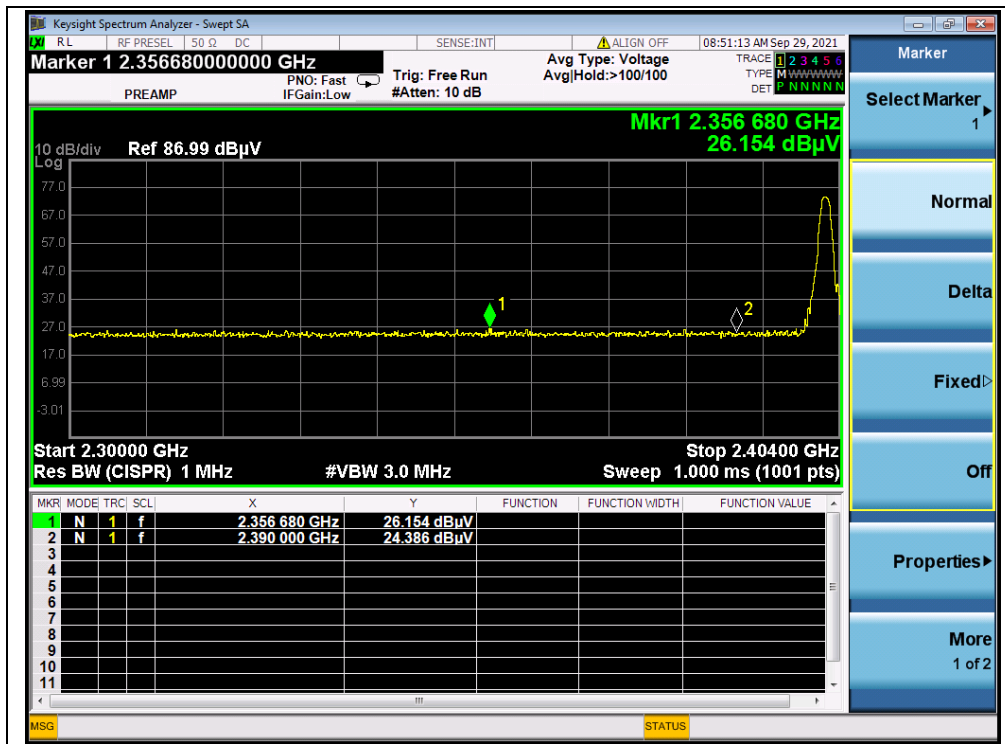 Keysight Spectrum Analyzer - Swept SA
LXI RL RF PRESEL 50 Ω DC SENSE:INT ALIGN OFF 08:51:13 AM Sep 29, 2021
Marker 1 2.356680000000 GHz
PREAMP
PNO: Fast
IFGain:Low
Trig: Free Run
#Atten: 10 dB
Avg Type: Voltage
Avg|Hold:>100/100
TRACE 1 2 3 4 5 6
TYPE M WWWWW
DET P N N N N N
Mkr1 2.356 680 GHz
26.154 dBµV
10 dB/div Ref 86.99 dBµV
Log
77.0
67.0
57.0
47.0
37.0
27.0
17.0
6.99
-3.01
1
2
Start 2.30000 GHz Stop 2.40400 GHz
Res BW (CISPR) 1 MHz #VBW 3.0 MHz Sweep 1.000 ms (1001 pts)
MKR MODE TRC SCL X Y FUNCTION FUNCTION WIDTH FUNCTION VALUE
1 N 1 f 2.356 680 GHz 26.154 dBµV
2 N 1 f 2.390 000 GHz 24.386 dBµV
3
4
5
6
7
8
9
10
11
MSG STATUS
Marker
Select Marker
1
Normal
Delta
Fixed
Off
Properties
More
1 of 2